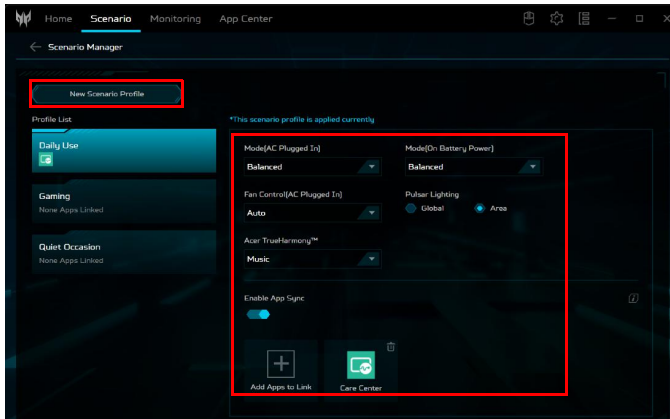 Home Scenario Monitoring App Center
Scenario Manager
New Scenario Profile
Profile List
*This scenario profile is applied currently
Daily Use
Gaming
None Apps Linked
Quiet Occasion
None Apps Linked
Mode(AC Plugged In) Mode(On Battery Power)
Balanced Balanced
Fan Control(AC Plugged In) Pulsar Lighting
Auto Global Area
Acer TrueHarmony™
Music
Enable App Sync
Add Apps to Link Care Center